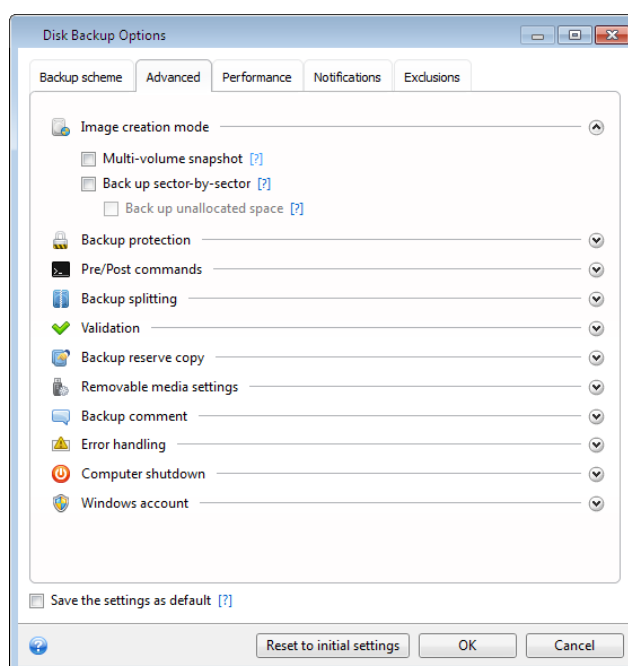 Disk Backup Options
Backup scheme Advanced Performance Notifications Exclusions
Image creation mode
Multi-volume snapshot [?]
Back up sector-by-sector [?]
Back up unallocated space [?]
Backup protection
Pre/Post commands
Backup splitting
Validation
Backup reserve copy
Removable media settings
Backup comment
Error handling
Computer shutdown
Windows account
Save the settings as default [?]
Reset to initial settings OK Cancel